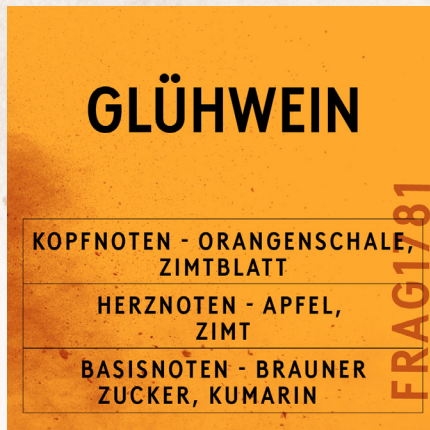 GLÜHWEIN
KOPFNOTEN - ORANGENSCHALE,
ZIMTBLATT
HERZNOTEN - APFEL,
ZIMT
BASISNOTEN - BRAUNER
ZUCKER, KUMARIN
FRAG1781